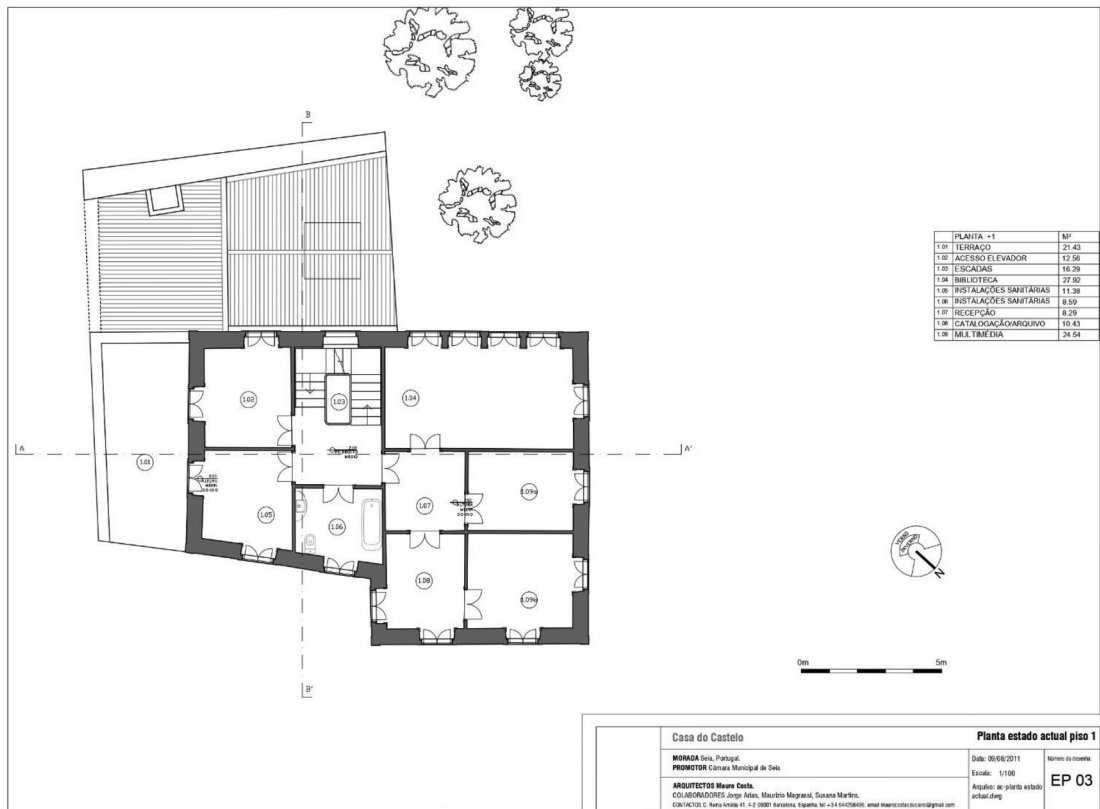 B
PLANTA +1 M²
1.01 TERRAÇO 21.43
1.02 ACESSO ELEVADOR 12.56
1.03 ESCADAS 16.29
1.04 BIBLIOTECA 27.92
1.05 INSTALAÇÕES SANITÁRIAS 11.38
1.06 INSTALAÇÕES SANITÁRIAS 8.59
1.07 RECEPÇÃO 8.29
1.08 CATALOGAÇÃO/ARQUIVO 10.43
1.09 MULTIMÉDIA 24.54
1.02
1.03
1.04
A
A'
1.01
1.05
1.06
1.07
1.09a
1.08
1.09a
VERÃO
INVERNO
N
0m 5m
B'
Casa do Castelo
Planta estado actual piso 1
MORADA Seia, Portugal.
PROMOTOR Câmara Municipal de Seia
Data: 09/08/2011
Número do desenho:
Escala: 1/100
EP 03
Arquivo: ac-planta estado
actual.dwg
ARQUITECTOS Mauro Costa.
COLABORADORES Jorge Arias, Maurizio Magrassi, Susana Martins.